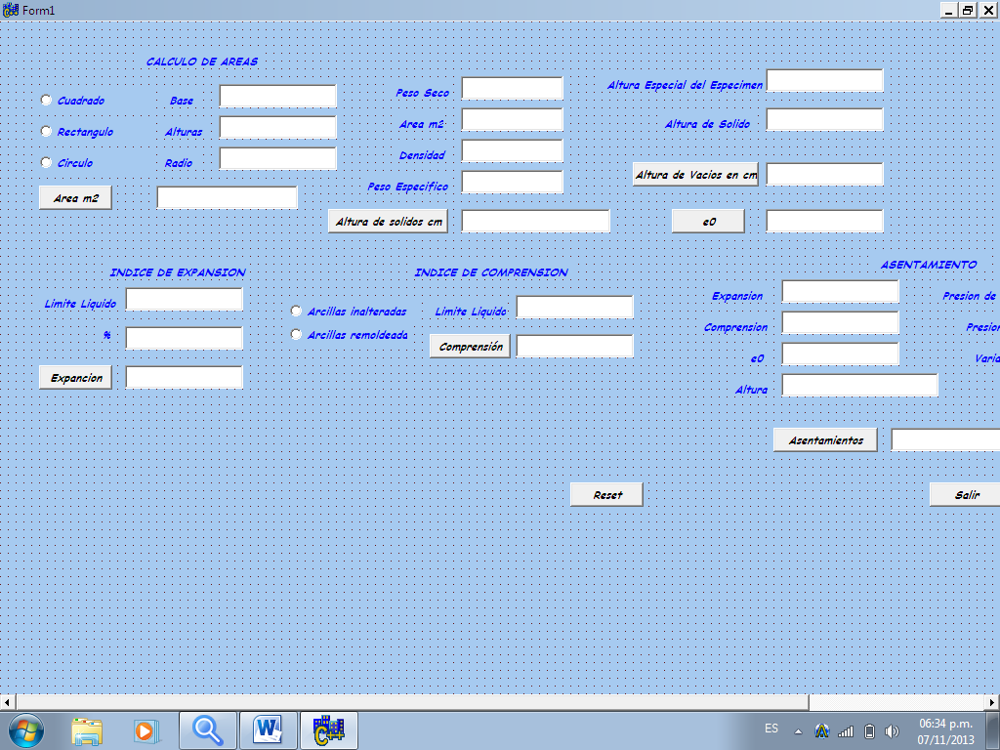 Form1
CALCULO DE AREAS
Cuadrado
Base
Rectangulo
Alturas
Circulo
Radio
Area m2
Peso Seco
Area m2
Densidad
Peso Especifico
Altura de solidos cm
Altura Especial del Especimen
Altura de Solido
Altura de Vacios en cm
e0
INDICE DE EXPANSION
Limite Liquido
%
Expancion
INDICE DE COMPRENSION
Arcillas inalteradas
Arcillas remoldeada
Limite Liquido
Comprensión
ASENTAMIENTO
Expansion
Presion de
Comprension
Presion
e0
Varia
Altura
Asentamientos
Reset
Salir
ES
06:34 p.m.
07/11/2013